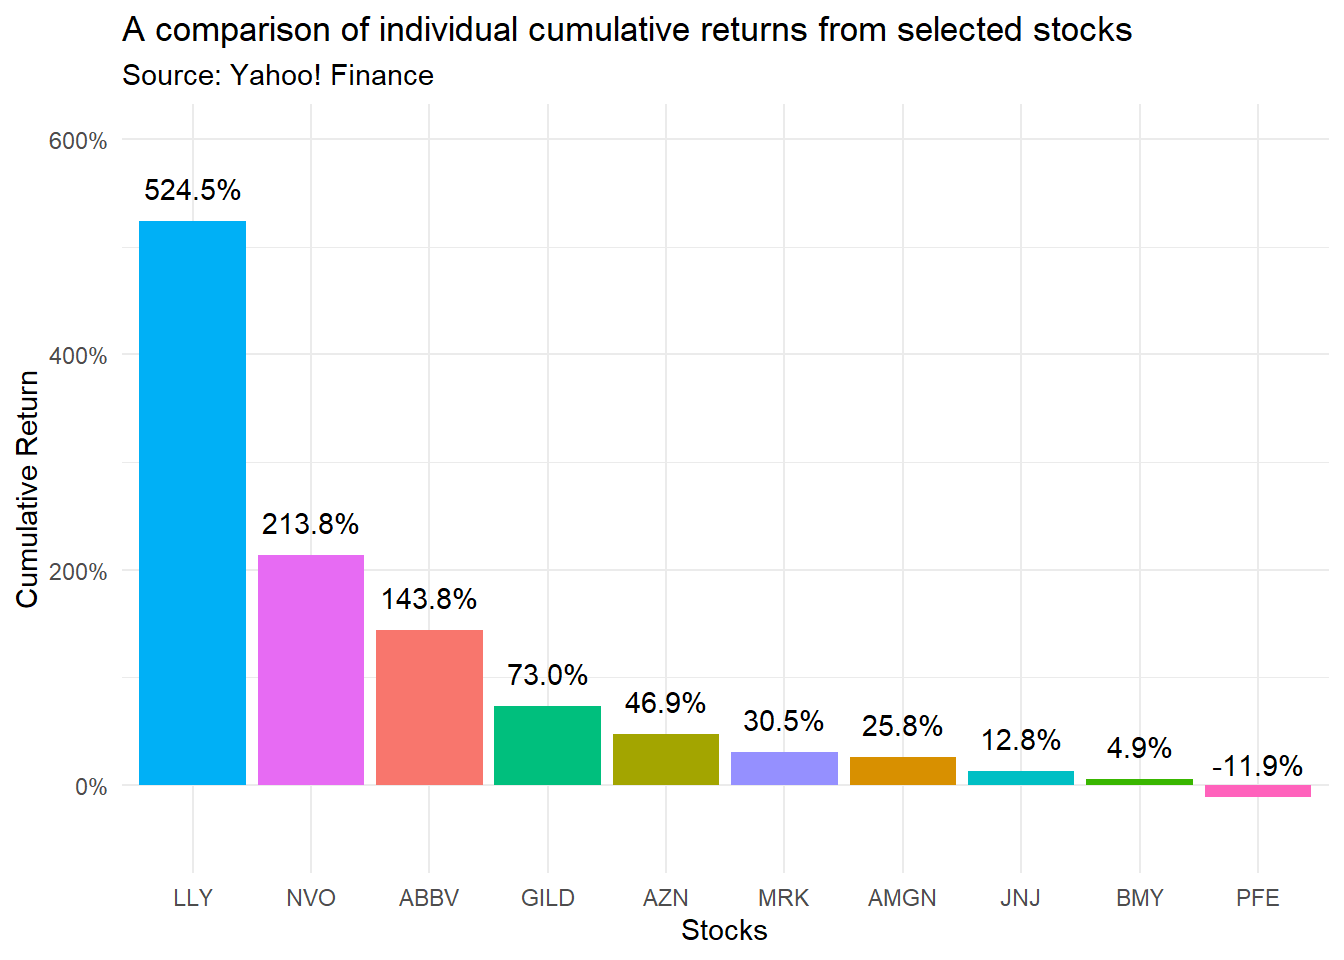 A comparison of individual cumulative returns from selected stocks
Source: Yahoo! Finance
600%
400%
200%
0%
Cumulative Return
524.5%
213.8%
143.8%
73.0%
46.9%
30.5%
25.8%
12.8%
4.9%
-11.9%
LLY NVO ABBV GILD AZN MRK AMGN JNJ BMY PFE
Stocks